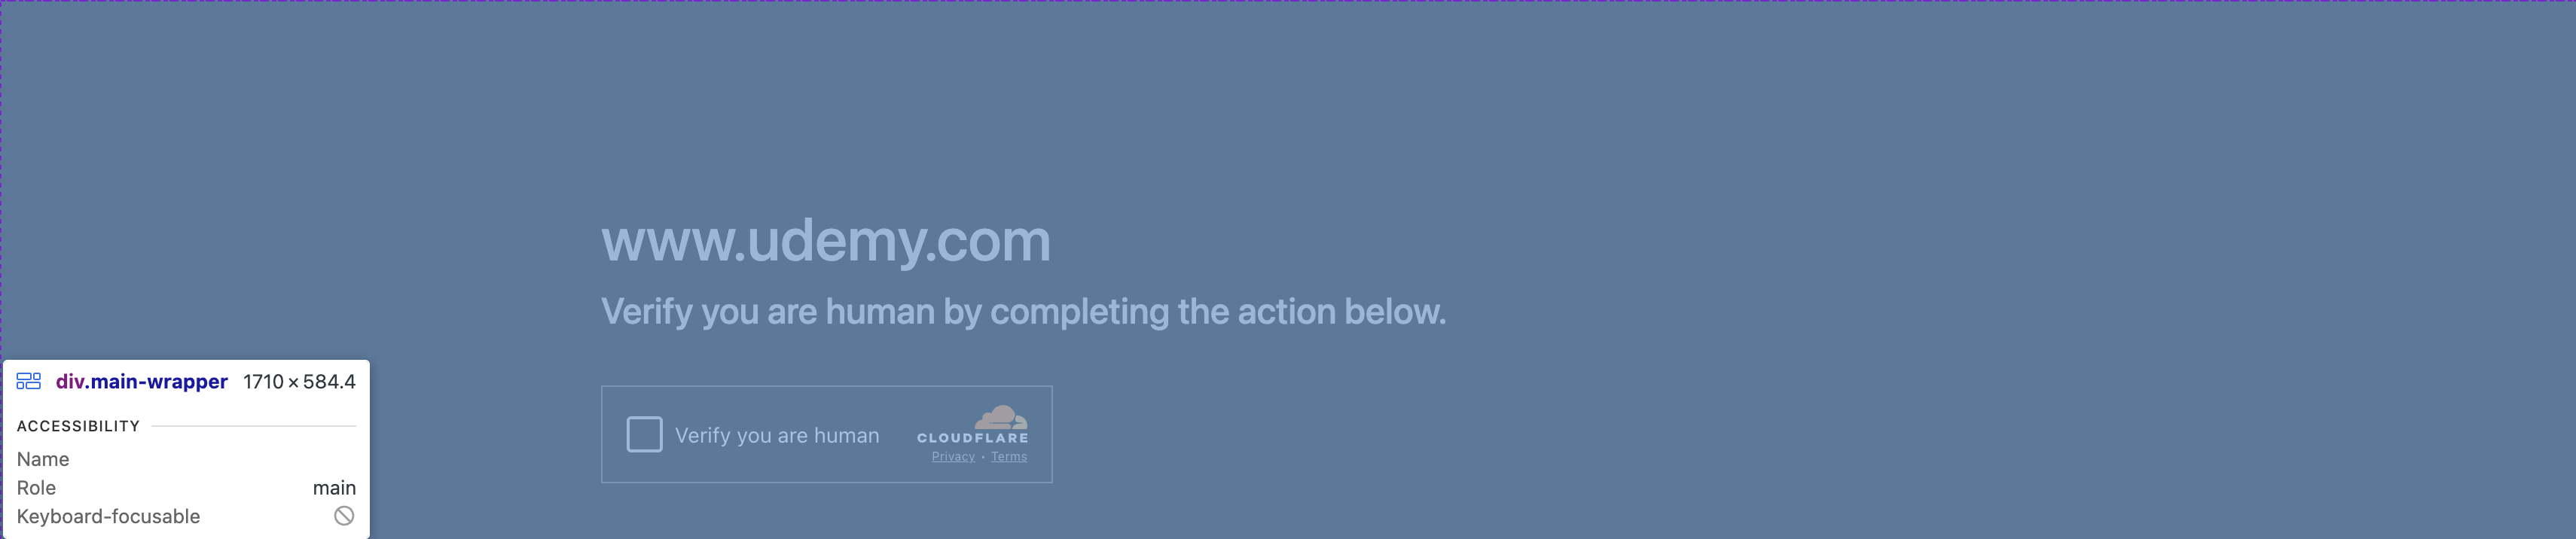 www.udemy.com
Verify you are human by completing the action below.
Verify you are human
CLOUDFLARE
Privacy • Terms
div.main-wrapper 1710 × 584.4
ACCESSIBILITY
Name
Role main
Keyboard-focusable